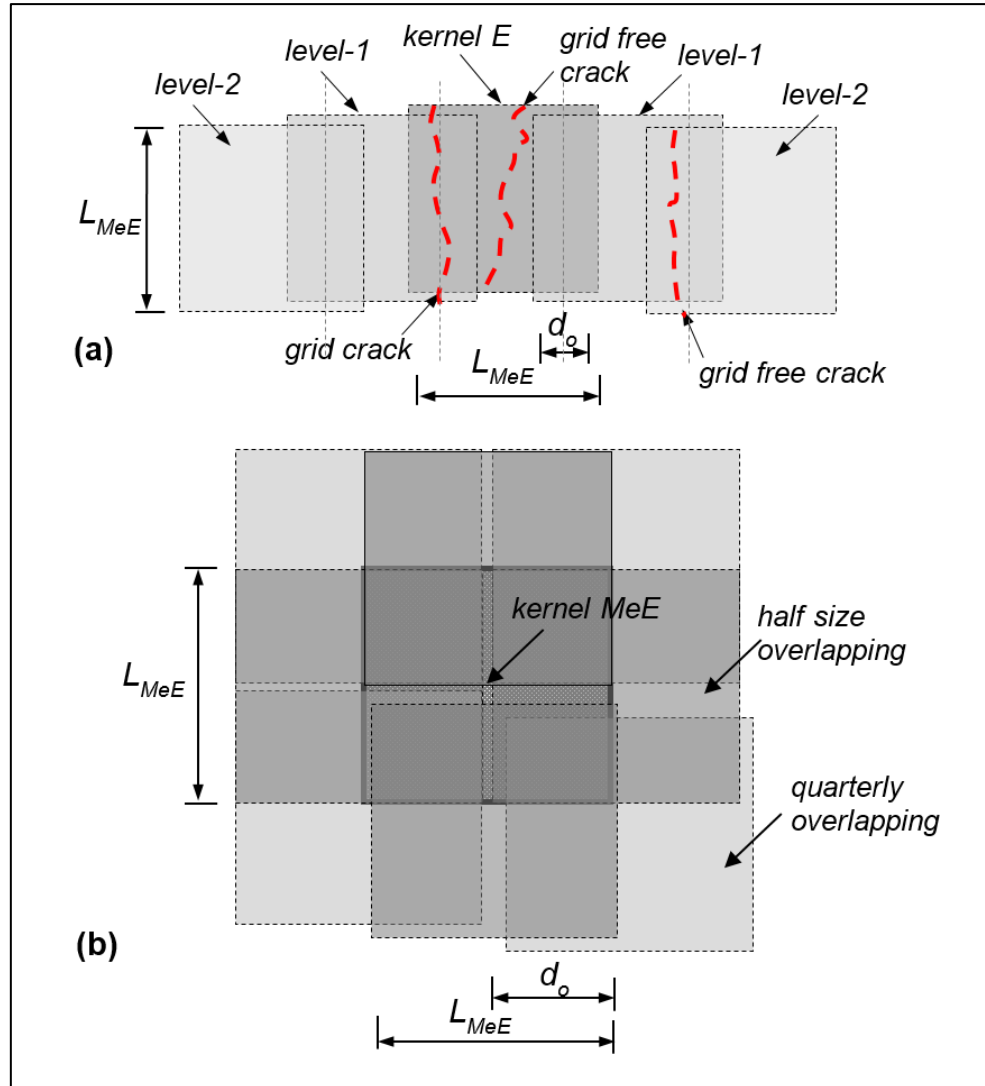 kernel E
grid free
crack
level-1
level-1
level-2
level-2
L_MeE
grid crack
d_o
(a)
L_MeE
grid free crack
kernel MeE
half size
overlapping
L_MeE
quarterly
overlapping
(b)
d_o
L_MeE